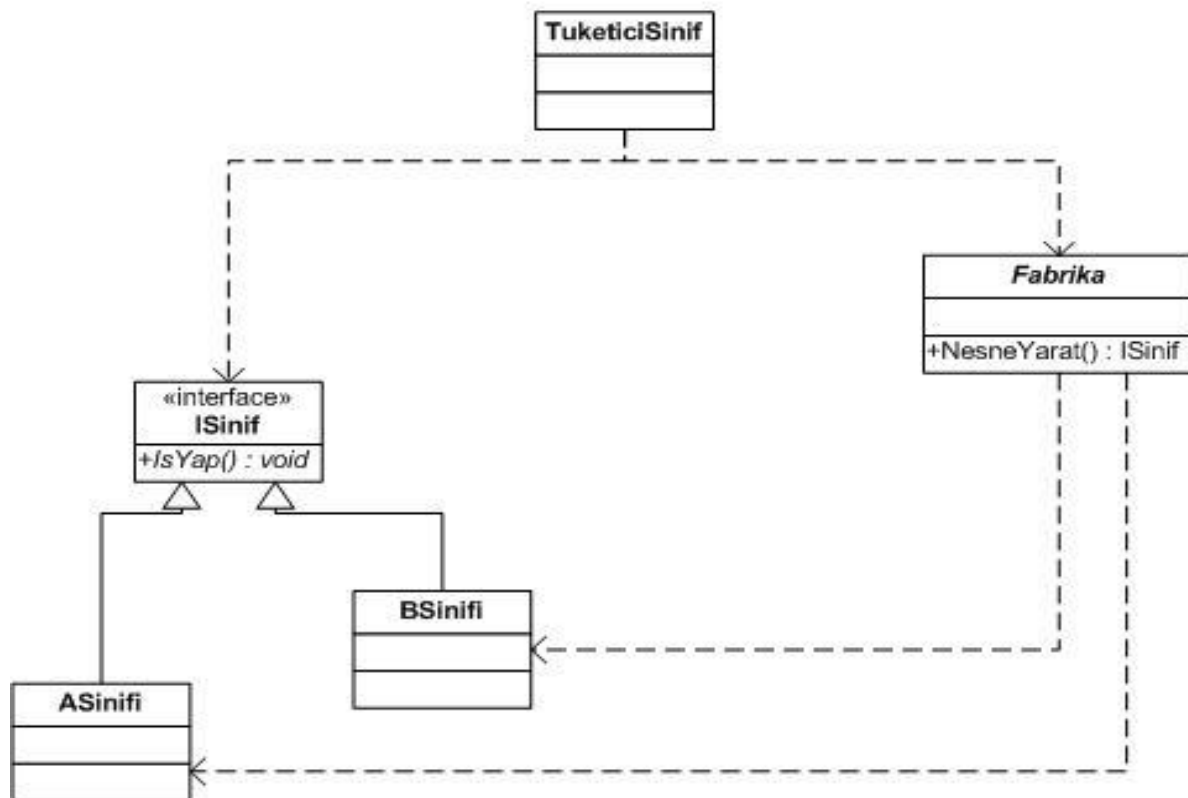 TuketiciSinif
Fabrika
+NesneYarat() : ISinif
«interface»
ISinif
+IsYap() : void
BSinifi
ASinifi